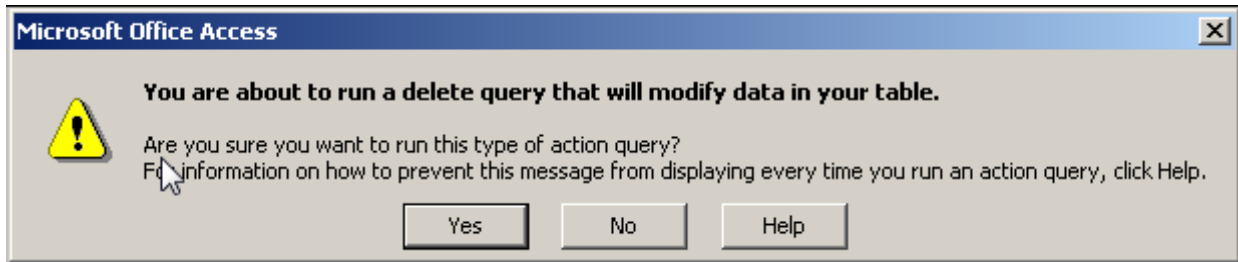 Microsoft Office Access
You are about to run a delete query that will modify data in your table.
Are you sure you want to run this type of action query?
For information on how to prevent this message from displaying every time you run an action query, click Help.
Yes No Help